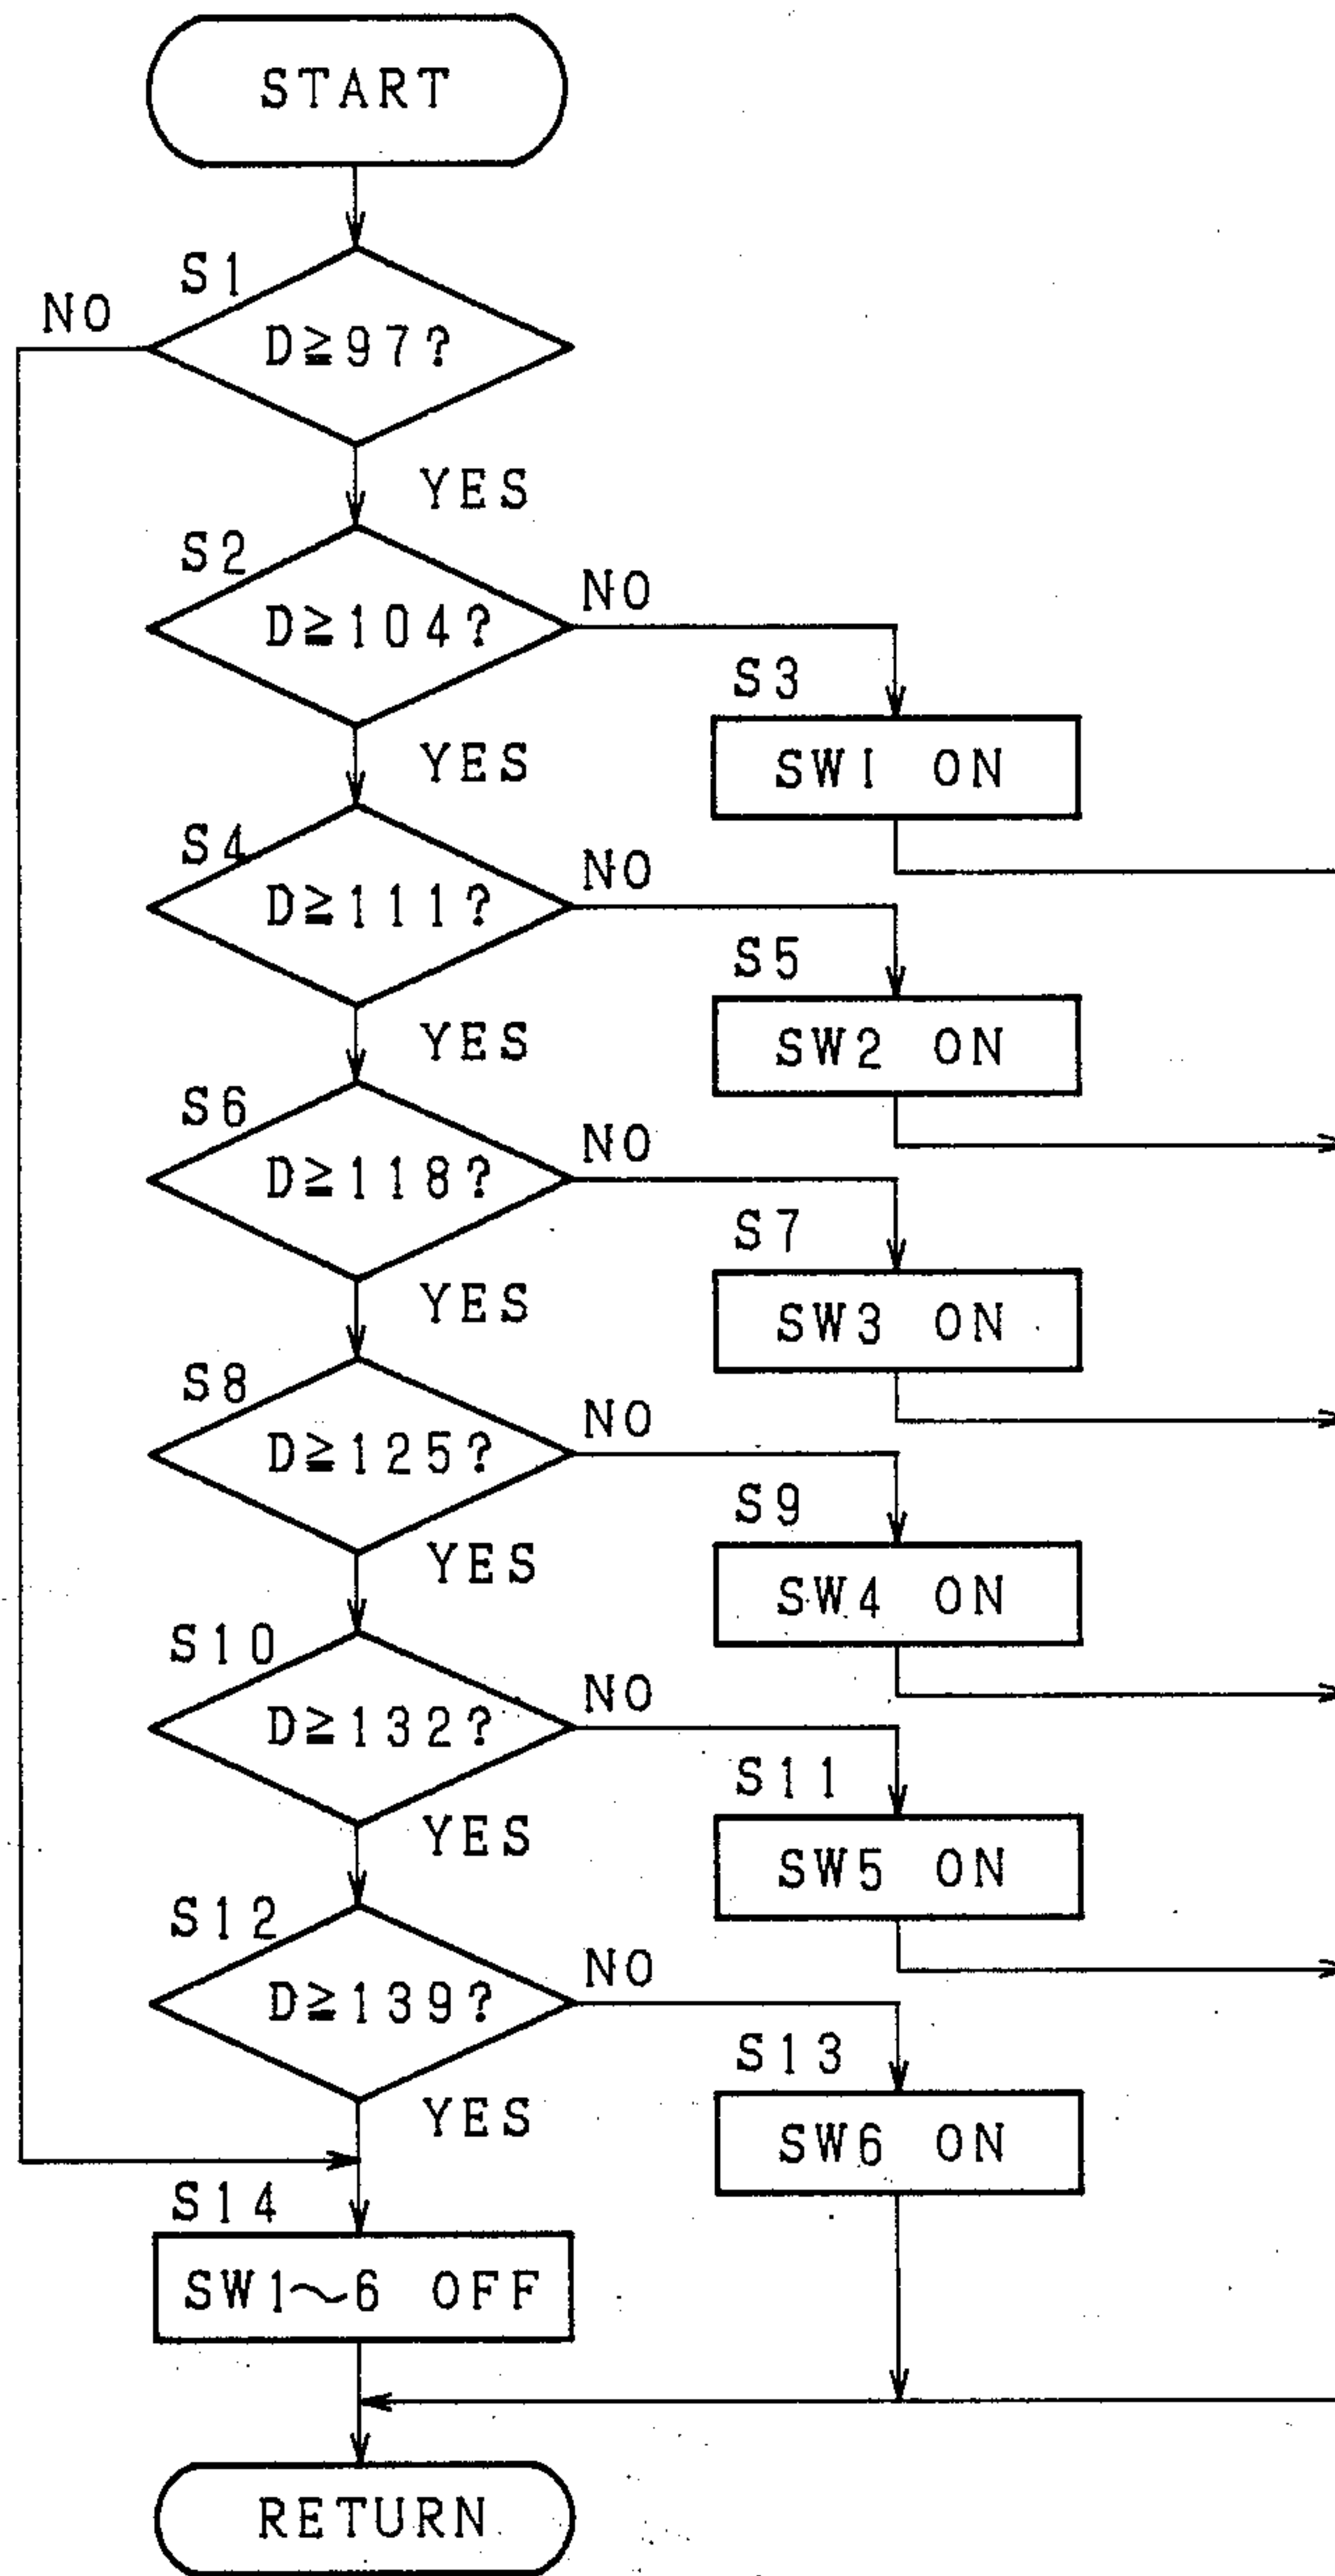 START
S1
NO
D≧97?
YES
S2
NO
D≧104?
S3
YES
SW1 ON
S4
NO
D≧111?
S5
YES
SW2 ON
S6
NO
D≧118?
S7
YES
SW3 ON
S8
NO
D≧125?
S9
YES
SW4 ON
S10
NO
D≧132?
S11
YES
SW5 ON
S12
NO
D≧139?
S13
YES
SW6 ON
S14
SW1〜6 OFF
RETURN